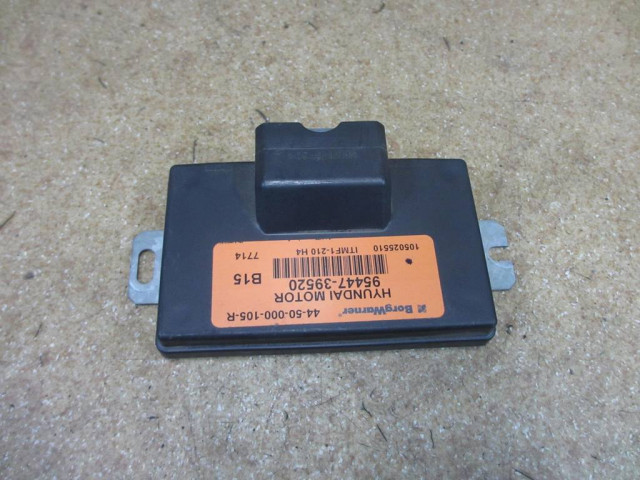 BorgWarner
44-50-000-105-R
HYUNDAI MOTOR
95447-39520
B15
105025510
ITMF1-210 H4
7714